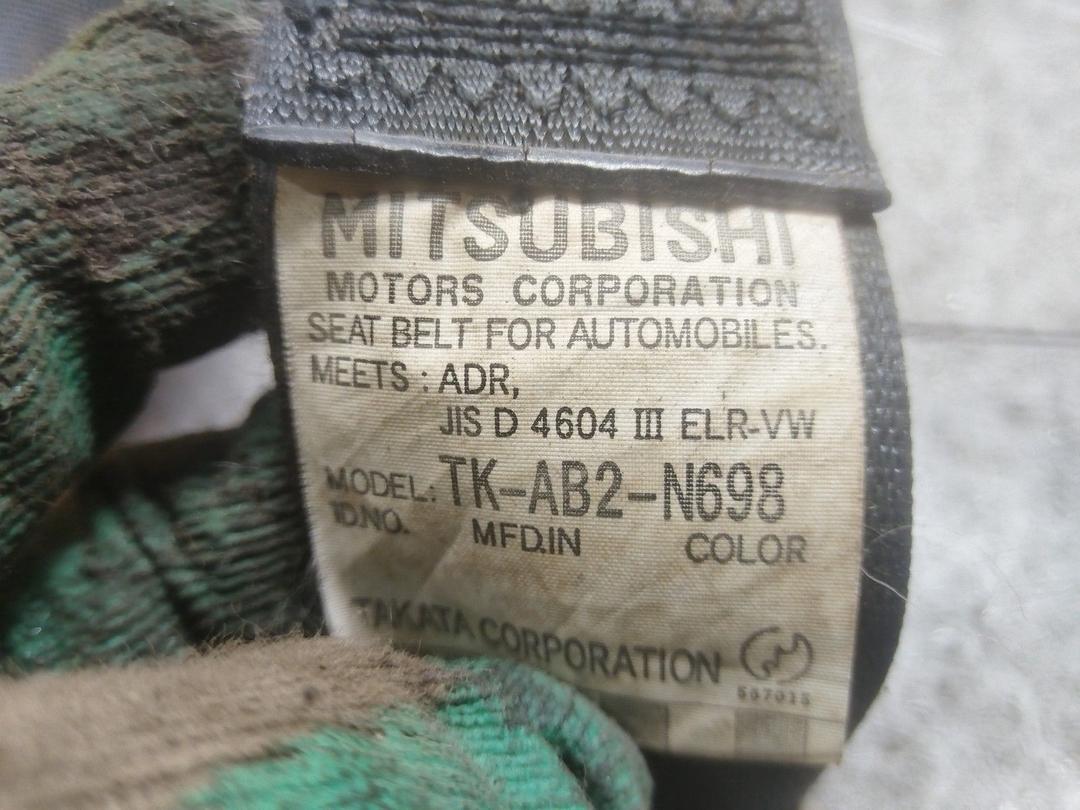 MITSUBISHI
MOTORS CORPORATION
SEAT BELT FOR AUTOMOBILES.
MEETS : ADR,
JIS D 4604 III ELR-VW
MODEL: TK-AB2-N698
ID.NO. MFD.IN COLOR
TAKATA CORPORATION
567015